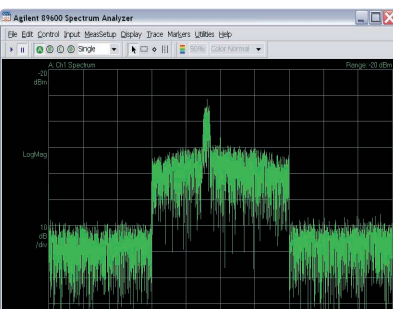 Agilent 89600 Spectrum Analyzer
File Edit Control Input MeasSetup Display Trace Markers Utilities Help
A B C D Single 50% Color Normal
A: Ch1 Spectrum Range: -20 dBm
-20
dBm
LogMag
10
dB
/div